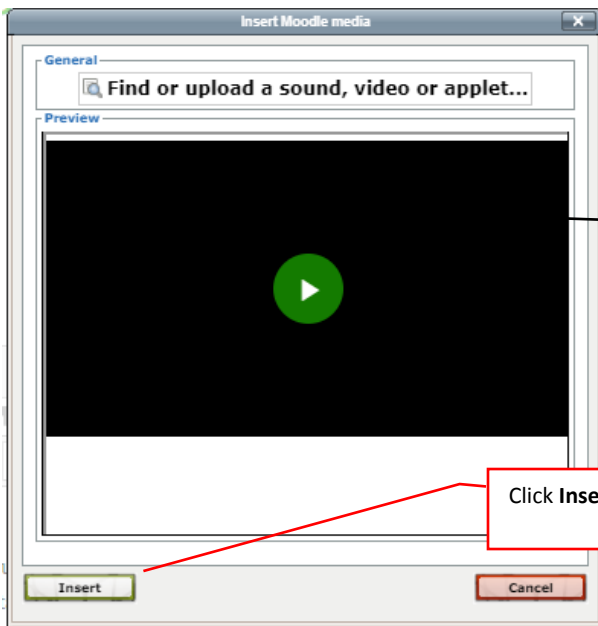 Insert Moodle media
General
Find or upload a sound, video or applet...
Preview
Click
Insert
Cancel